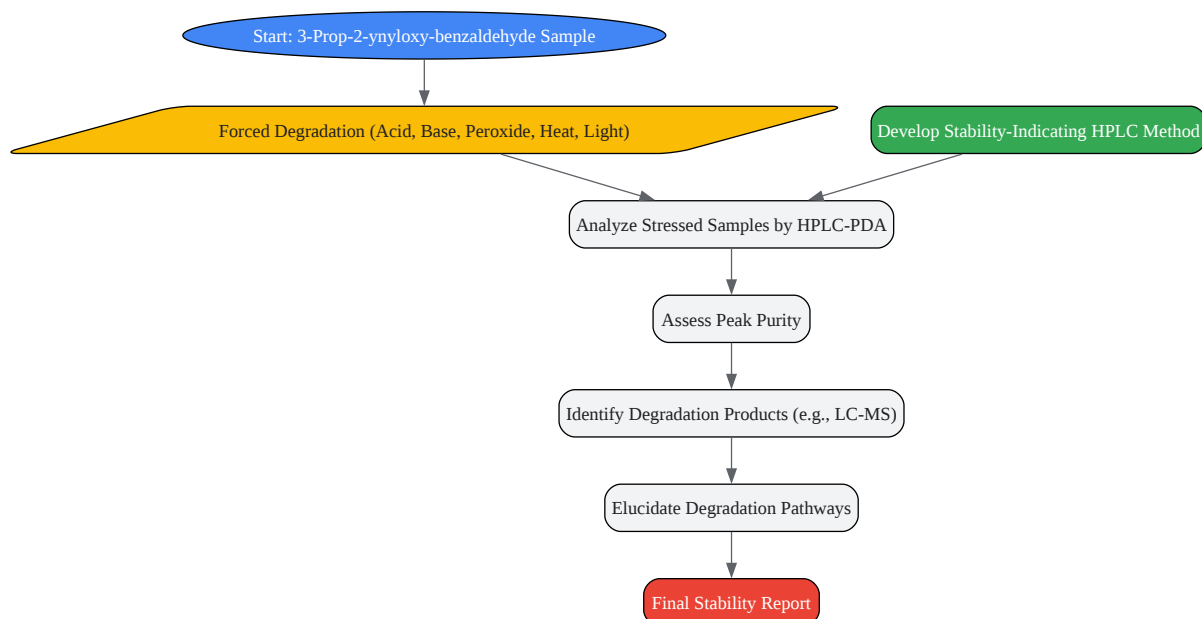 Start: 3-Prop-2-ynyloxy-benzaldehyde Sample
Forced Degradation (Acid, Base, Peroxide, Heat, Light)
Develop Stability-Indicating HPLC Method
Analyze Stressed Samples by HPLC-PDA
Assess Peak Purity
Identify Degradation Products (e.g., LC-MS)
Elucidate Degradation Pathways
Final Stability Report